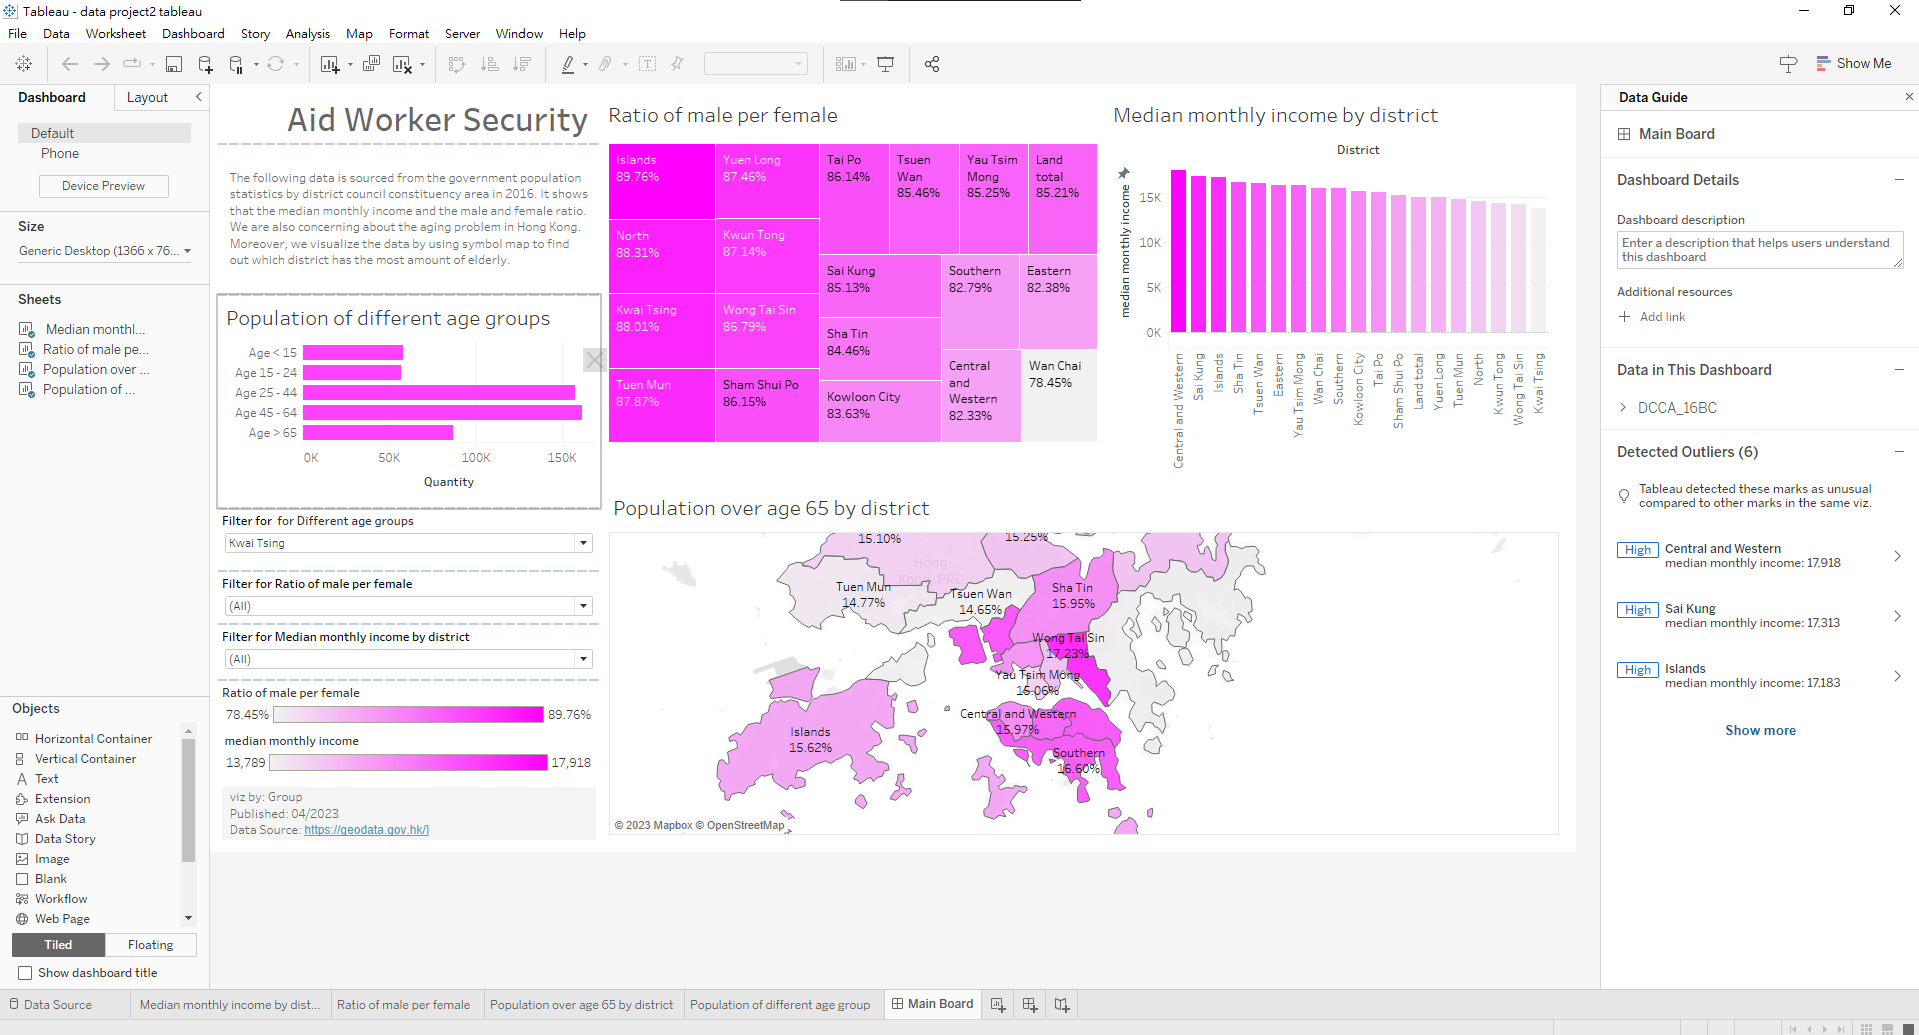 Tableau - data project2 tableau
File Data Worksheet Dashboard Story Analysis Map Format Server Window Help
Show Me
Dashboard Layout
Default
Phone
Device Preview
Size
Generic Desktop (1366 x 76...
Sheets
Median monthl...
Ratio of male pe...
Population over ...
Population of ...
Objects
Horizontal Container
Vertical Container
Text
Extension
Ask Data
Data Story
Image
Blank
Workflow
Web Page
Tiled Floating
Show dashboard title
Aid Worker Security
The following data is sourced from the government population
statistics by district council constituency area in 2016. It shows
that the median monthly income and the male and female ratio.
We are also concerning about the aging problem in Hong Kong.
Moreover, we visualize the data by using symbol map to find
out which district has the most amount of elderly.
Population of different age groups
Age < 15
Age 15 - 24
Age 25 - 44
Age 45 - 64
Age > 65
0K 50K 100K 150K
Quantity
Filter for for Different age groups
Kwai Tsing
Filter for Ratio of male per female
(All)
Filter for Median monthly income by district
(All)
Ratio of male per female
78.45% 89.76%
median monthly income
13,789 17,918
viz by: Group
Published: 04/2023
Data Source: https://geodata.gov.hk/]
Ratio of male per female
Islands
89.76%
North
88.31%
Kwai Tsing
88.01%
Tuen Mun
87.87%
Yuen Long
87.46%
Kwun Tong
87.14%
Wong Tai Sin
86.79%
Sham Shui Po
86.15%
Tai Po
86.14%
Tsuen
Wan
85.46%
Yau Tsim
Mong
85.25%
Land
total
85.21%
Sai Kung
85.13%
Sha Tin
84.46%
Kowloon City
83.63%
Southern
82.79%
Eastern
82.38%
Central
and
Western
82.33%
Wan Chai
78.45%
Median monthly income by district
District
median monthly income
15K
10K
5K
0K
Central and Western
Sai Kung
Islands
Sha Tin
Tsuen Wan
Eastern
Yau Tsim Mong
Wan Chai
Southern
Kowloon City
Tai Po
Sham Shui Po
Land total
Yuen Long
Tuen Mun
North
Kwun Tong
Wong Tai Sin
Kwai Tsing
Population over age 65 by district
15.10%
15.25%
Hong
Kong, PRC
Tuen Mun
14.77%
Tsuen Wan
14.65%
Sha Tin
15.95%
Wong Tai Sin
17.23%
Yau Tsim Mong
15.06%
Central and Western
15.97%
Islands
15.62%
Southern
16.60%
© 2023 Mapbox © OpenStreetMap
Data Guide
Main Board
Dashboard Details
Dashboard description
Enter a description that helps users understand
this dashboard
Additional resources
Add link
Data in This Dashboard
DCCA_16BC
Detected Outliers (6)
Tableau detected these marks as unusual
compared to other marks in the same viz.
High Central and Western
median monthly income: 17,918
High Sai Kung
median monthly income: 17,313
High Islands
median monthly income: 17,183
Show more
Data Source Median monthly income by dist... Ratio of male per female Population over age 65 by district Population of different age group Main Board